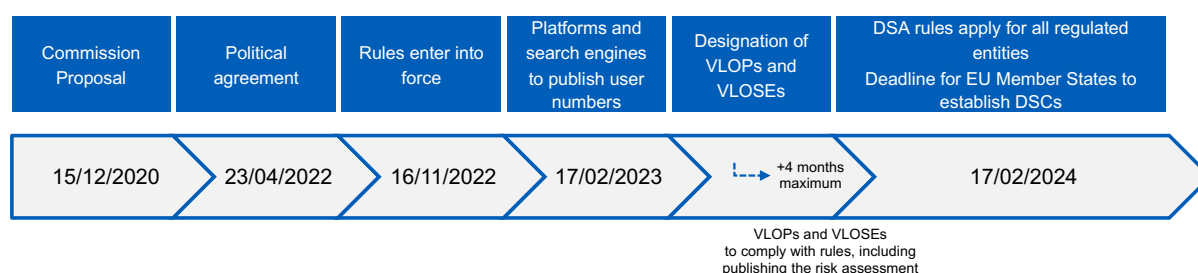 Commission
Proposal
Political
agreement
Rules enter into
force
Platforms and
search engines
to publish user
numbers
Designation of
VLOPs and
VLOSEs
DSA rules apply for all regulated
entities
Deadline for EU Member States to
establish DSCs
15/12/2020
23/04/2022
16/11/2022
17/02/2023
+4 months
maximum
17/02/2024
VLOPs and VLOSEs
to comply with rules, including
publishing the risk assessment